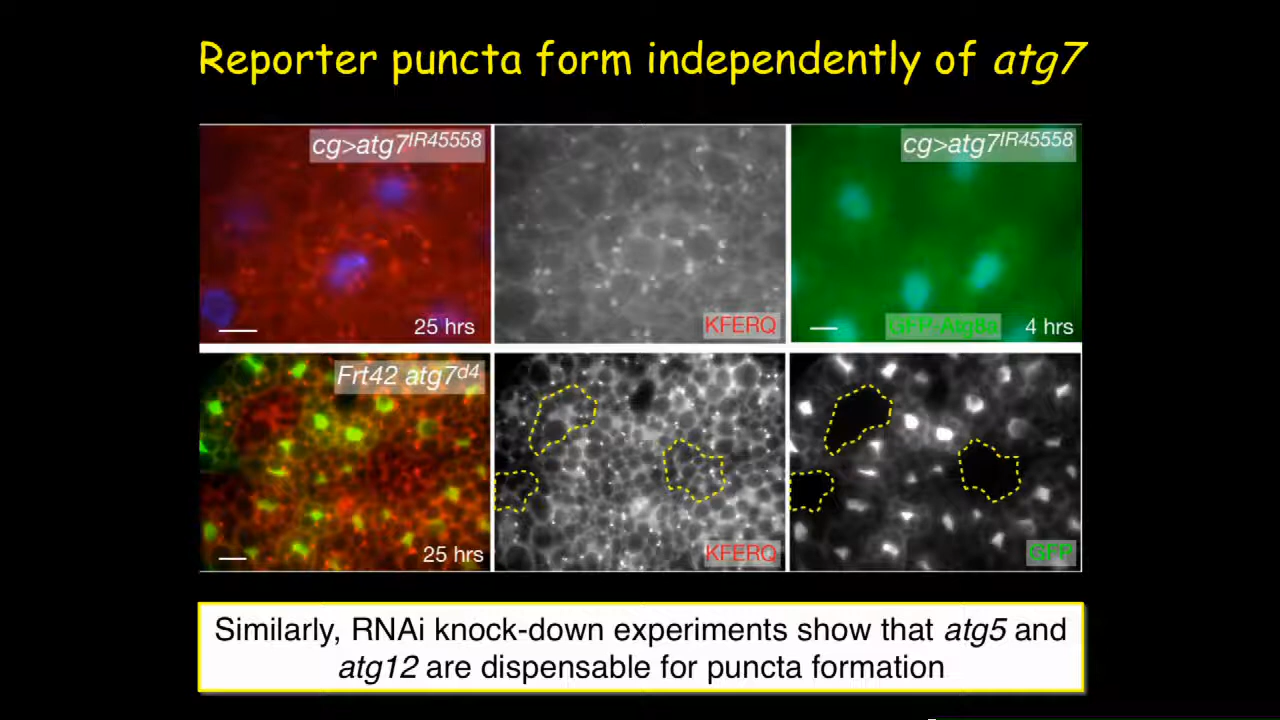 Reporter puncta form independently of atg7
cg>atg7IR45558
cg>atg7IR45558
25 hrs
KFERQ
GFP-Atg8a
4 hrs
Frt42 atg7d4
25 hrs
KFERQ
GFP
Similarly, RNAi knock-down experiments show that atg5 and
atg12 are dispensable for puncta formation